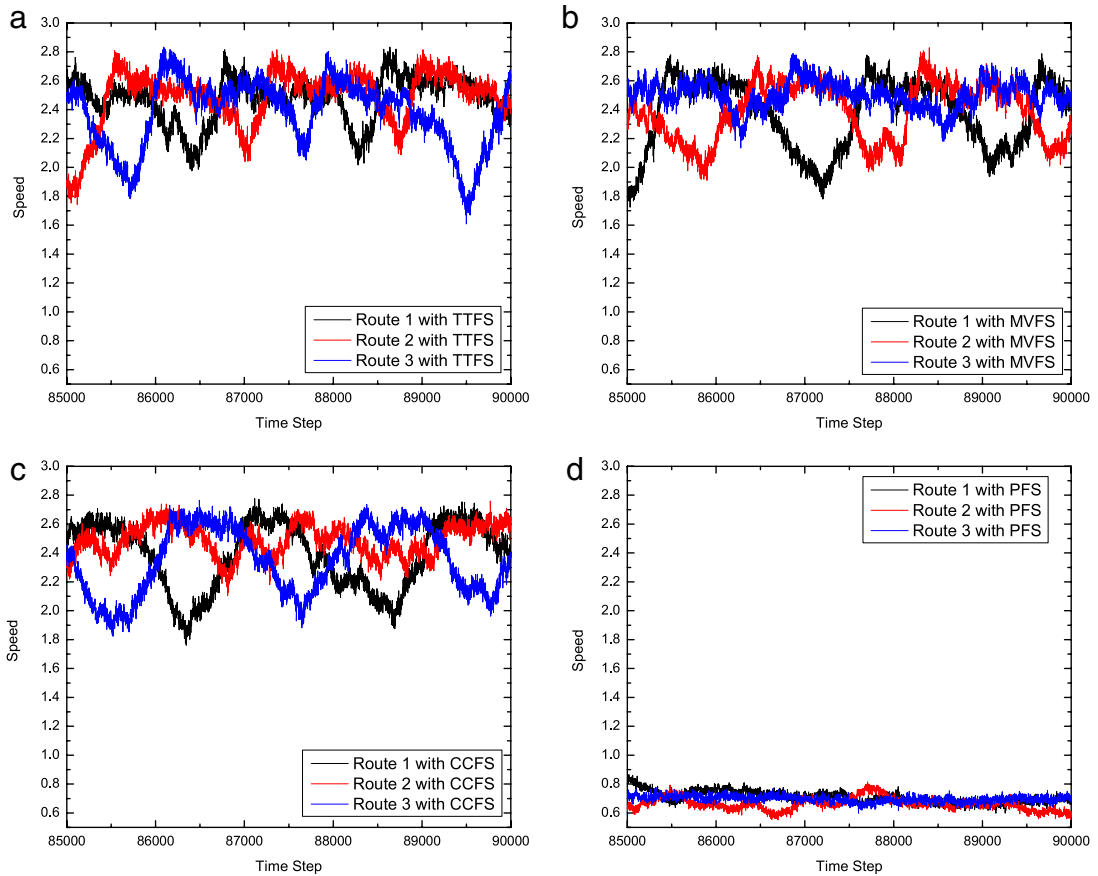 a
3.0
2.8
2.6
2.4
2.2
2.0
1.8
1.6
1.4
1.2
1.0
0.8
0.6
Speed
85000 86000 87000 88000 89000 90000
Time Step
Route 1 with TTFS
Route 2 with TTFS
Route 3 with TTFS
b
3.0
2.8
2.6
2.4
2.2
2.0
1.8
1.6
1.4
1.2
1.0
0.8
0.6
Speed
85000 86000 87000 88000 89000 90000
Time Step
Route 1 with MVFS
Route 2 with MVFS
Route 3 with MVFS
c
3.0
2.8
2.6
2.4
2.2
2.0
1.8
1.6
1.4
1.2
1.0
0.8
0.6
Speed
85000 86000 87000 88000 89000 90000
Time Step
Route 1 with CCFS
Route 2 with CCFS
Route 3 with CCFS
d
3.0
2.8
2.6
2.4
2.2
2.0
1.8
1.6
1.4
1.2
1.0
0.8
0.6
Speed
85000 86000 87000 88000 89000 90000
Time Step
Route 1 with PFS
Route 2 with PFS
Route 3 with PFS